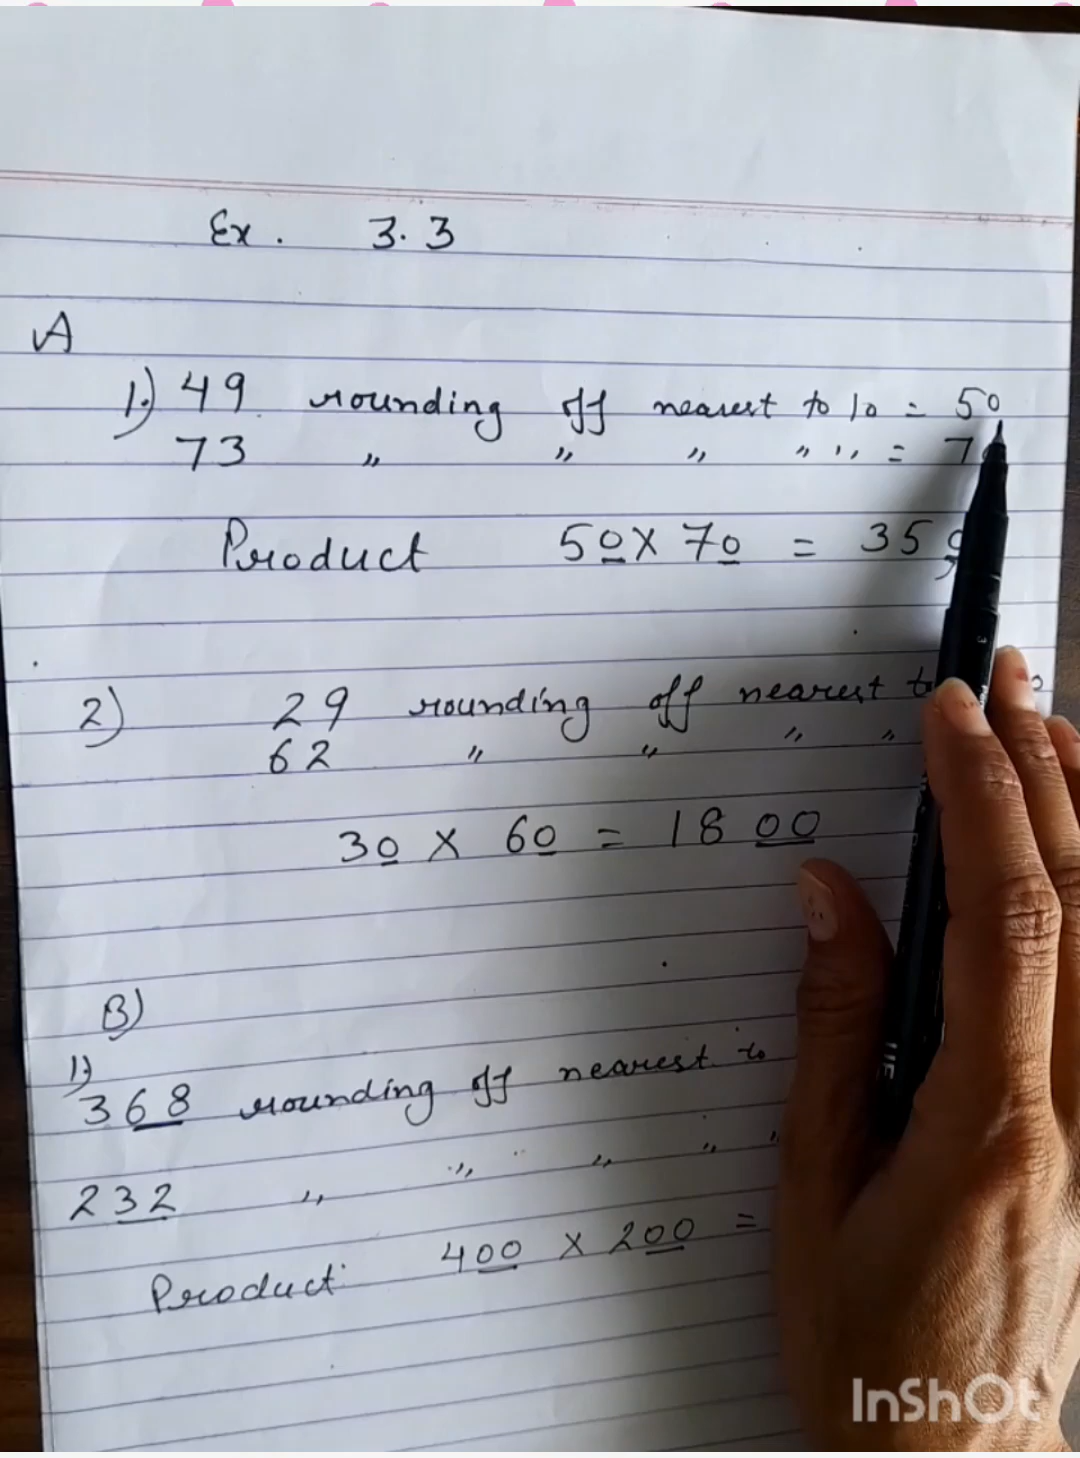 Ex. 3.3
A
1.) 49 rounding off nearest to 10 = 50
73 " " " " " = 7
Product 50 X 70 = 35
2) 29 rounding off nearest
62 " " " "
30 X 60 = 1800
B)
1)
368 rounding off nearest to
232 " " " " "
Product: 400 X 200 =
InShOt